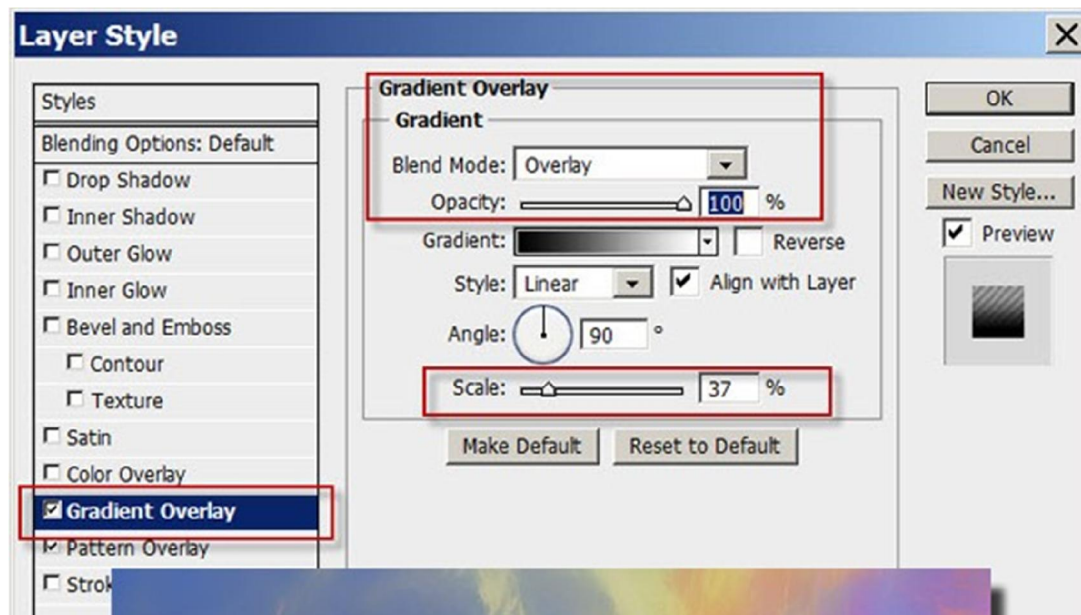 Layer Style
Styles
Blending Options: Default
Drop Shadow
Inner Shadow
Outer Glow
Inner Glow
Bevel and Emboss
Contour
Texture
Satin
Color Overlay
Gradient Overlay
Pattern Overlay
Gradient Overlay
Gradient
Blend Mode: Overlay
Opacity: 100 %
Gradient: Reverse
Style: Linear Align with Layer
Angle: 90 °
Scale: 37 %
Make Default Reset to Default
OK
Cancel
New Style...
Preview